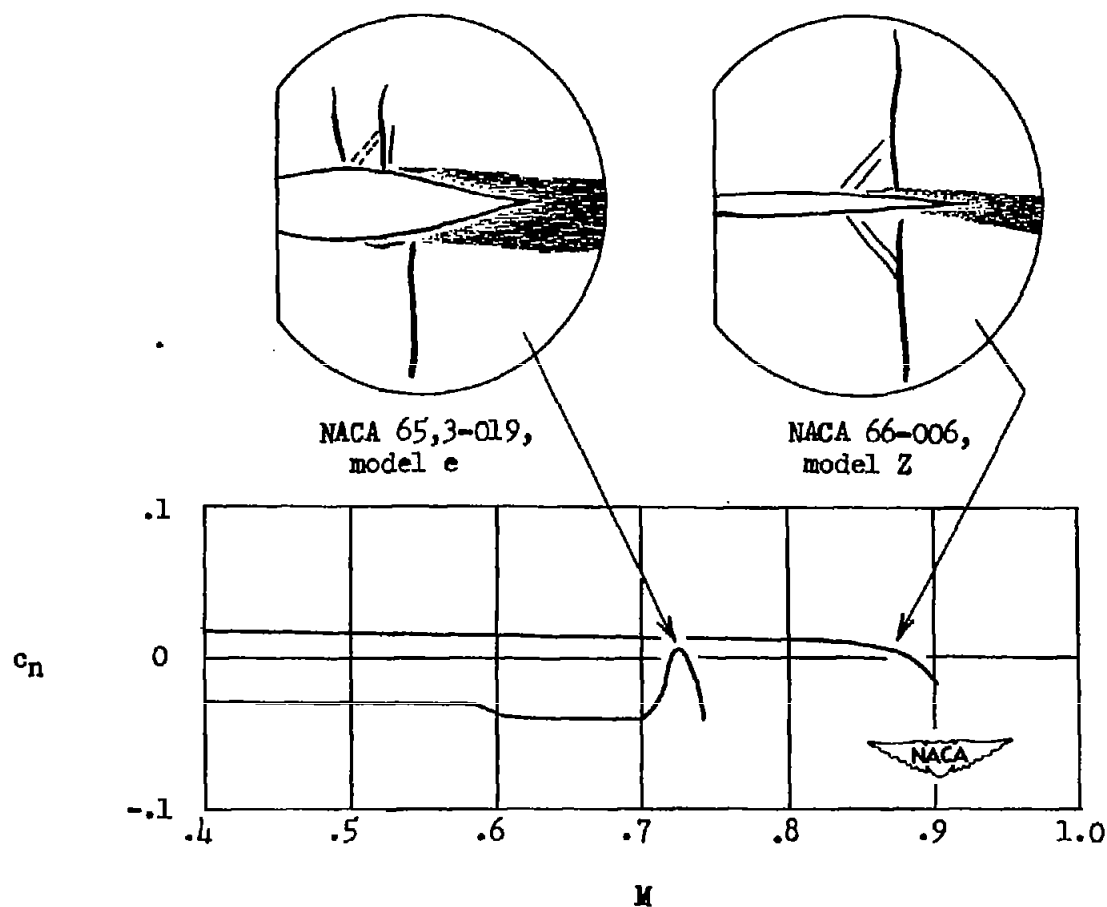 NACA 65,3-019,
model e
NACA 66-006,
model Z
.1
0
-.1
cn
.4 .5 .6 .7 .8 .9 1.0
M
NACA